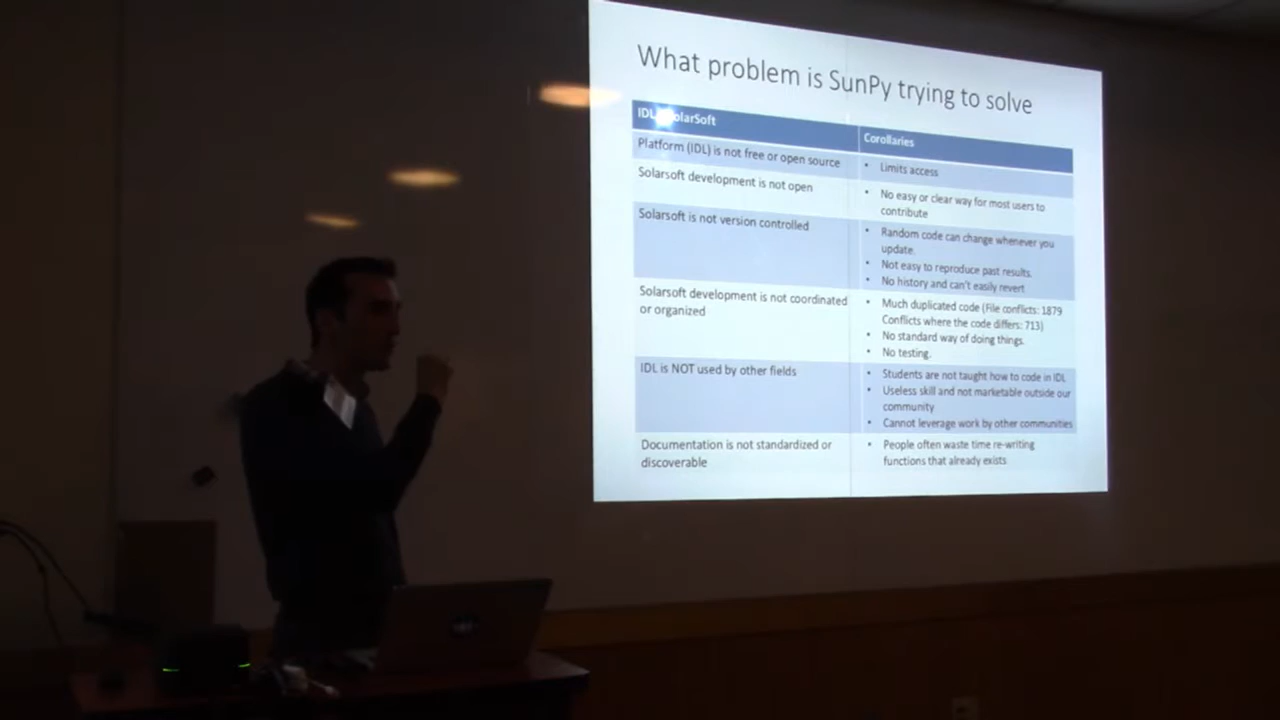 What problem is SunPy trying to solve
IDL olarSoft
Corollaries
Platform (IDL) is not free or open source
• Limits access
Solarsoft development is not open
• No easy or clear way for most users to
contribute
Solarsoft is not version controlled
• Random code can change whenever you
update.
• Not easy to reproduce past results.
• No history and can't easily revert
Solarsoft development is not coordinated
or organized
• Much duplicated code (File conflicts: 1879
Conflicts where the code differs: 713)
• No standard way of doing things.
• No testing.
IDL is NOT used by other fields
• Students are not taught how to code in IDL
• Useless skill and not marketable outside our
community
• Cannot leverage work by other communities
Documentation is not standardized or
discoverable
• People often waste time re-writing
functions that already exists